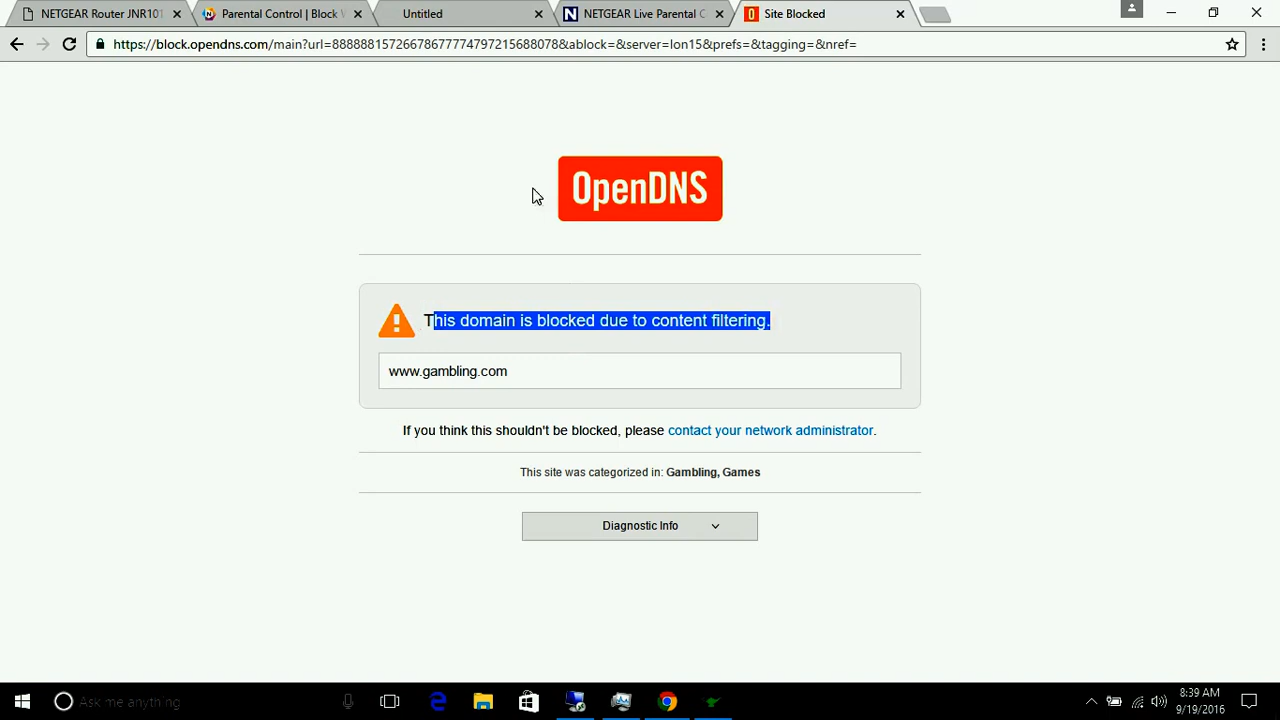 NETGEAR Router JNR101
Parental Control | Block W
Untitled
NETGEAR Live Parental C
Site Blocked
https://block.opendns.com/main?url=88888815726678677774797215688078&ablock=&server=lon15&prefs=&tagging=&nref=
OpenDNS
This domain is blocked due to content filtering.
www.gambling.com
If you think this shouldn't be blocked, please contact your network administrator.
This site was categorized in: Gambling, Games
Diagnostic Info
Ask me anything
8:39 AM
9/19/2016